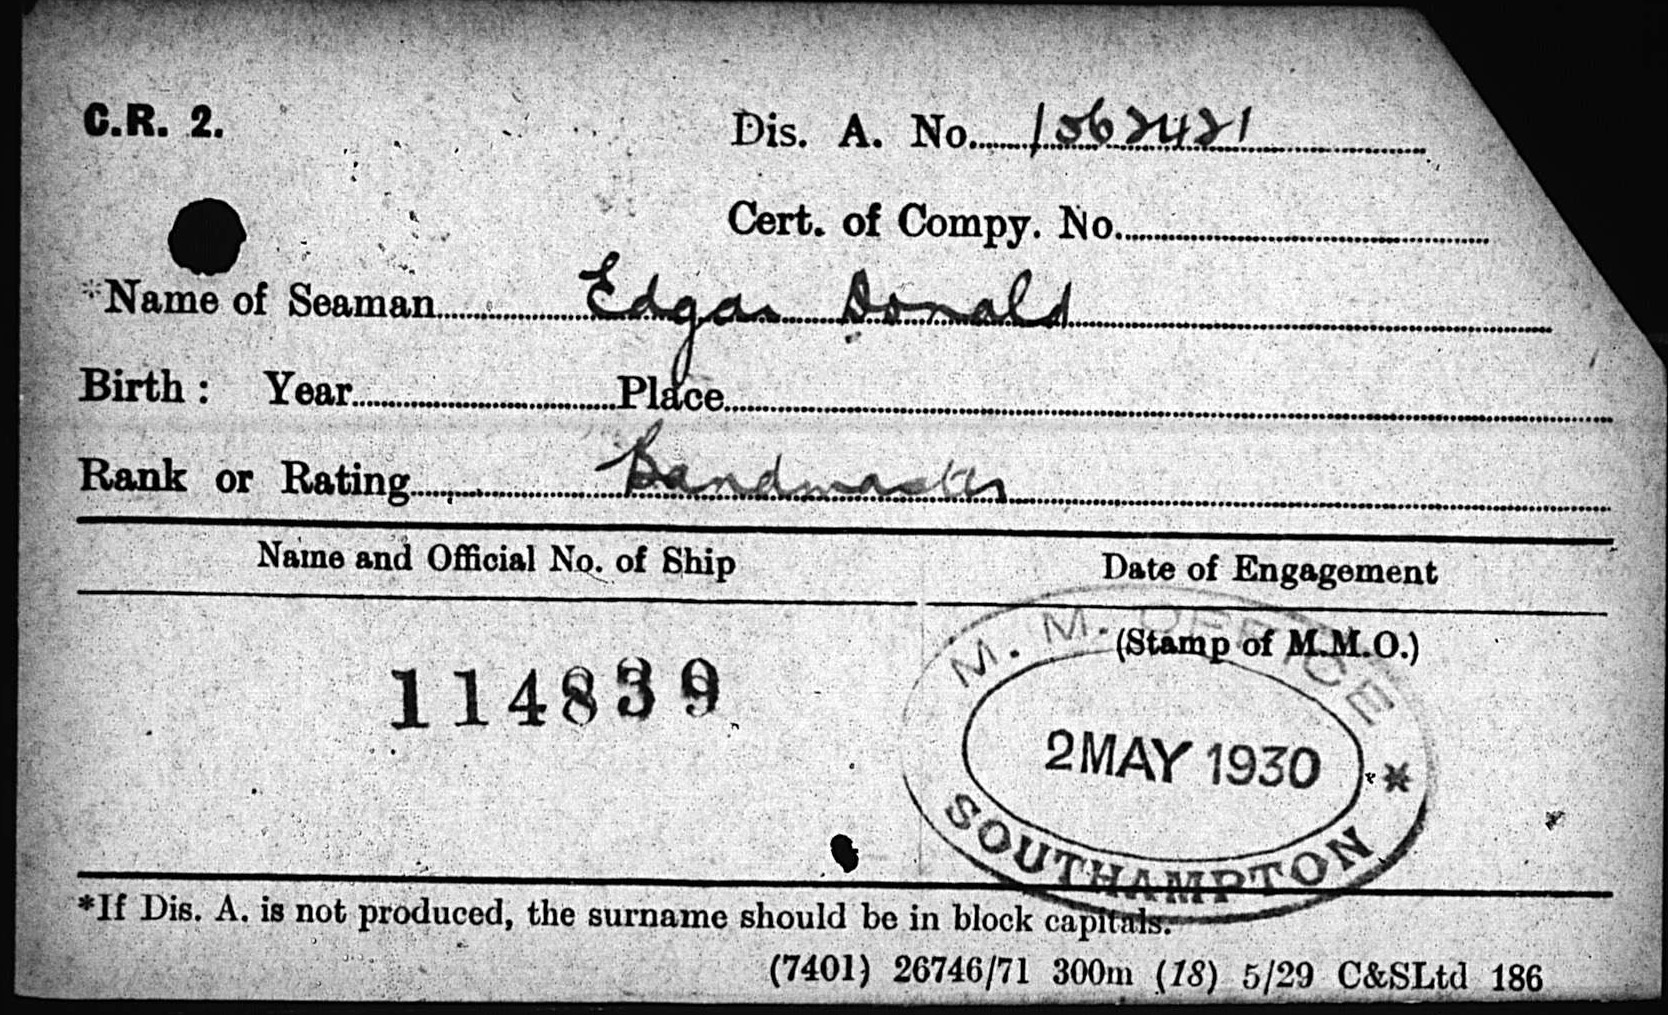 C.R. 2.
Dis. A. No. 1562421
Cert. of Compy. No.
*Name of Seaman Edgar Donald
Birth: Year Place
Rank or Rating Bandmaster
Name and Official No. of Ship
Date of Engagement
M. M. OFFICE
(Stamp of M.M.O.)
114839
2 MAY 1930
*
SOUTHAMPTON
*If Dis. A. is not produced, the surname should be in block capitals.
(7401) 26746/71 300m (18) 5/29 C&SLtd 186